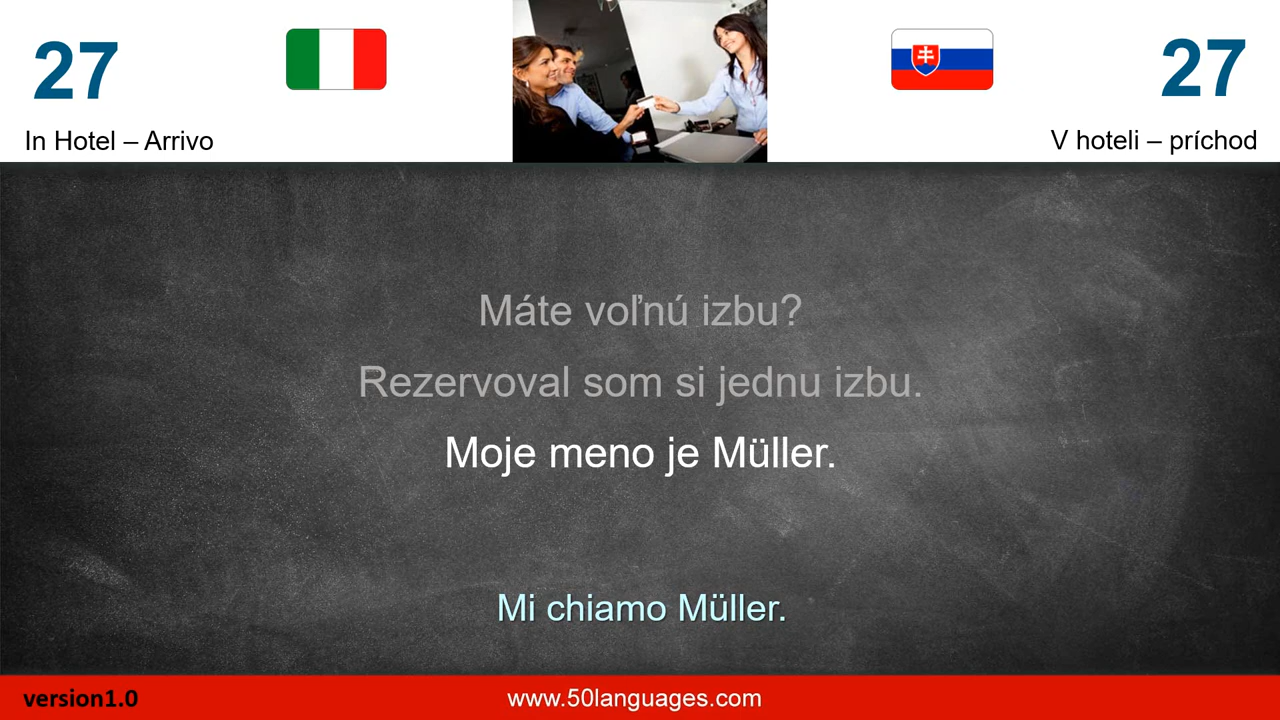 27
27
In Hotel – Arrivo
V hoteli – príchod
Máte voľnú izbu?
Rezervoval som si jednu izbu.
Moje meno je Müller.
Mi chiamo Müller.
version1.0
www.50languages.com